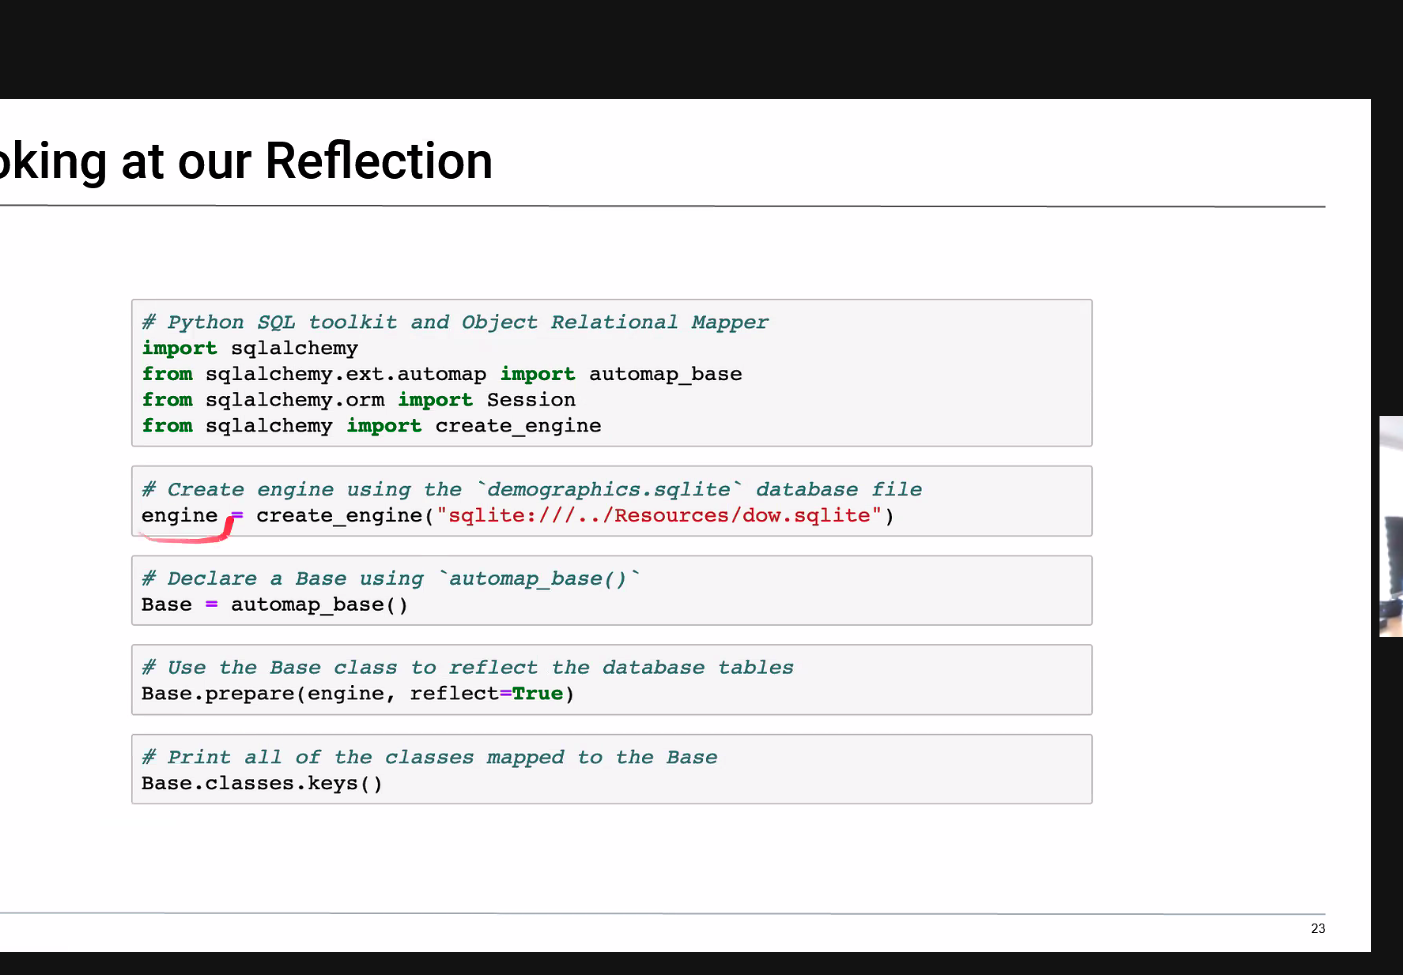 oking at our Reflection
# Python SQL toolkit and Object Relational Mapper
import sqlalchemy
from sqlalchemy.ext.automap import automap_base
from sqlalchemy.orm import Session
from sqlalchemy import create_engine
# Create engine using the `demographics.sqlite` database file
engine = create_engine("sqlite:///../Resources/dow.sqlite")
# Declare a Base using `automap_base()`
Base = automap_base()
# Use the Base class to reflect the database tables
Base.prepare(engine, reflect=True)
# Print all of the classes mapped to the Base
Base.classes.keys()
23